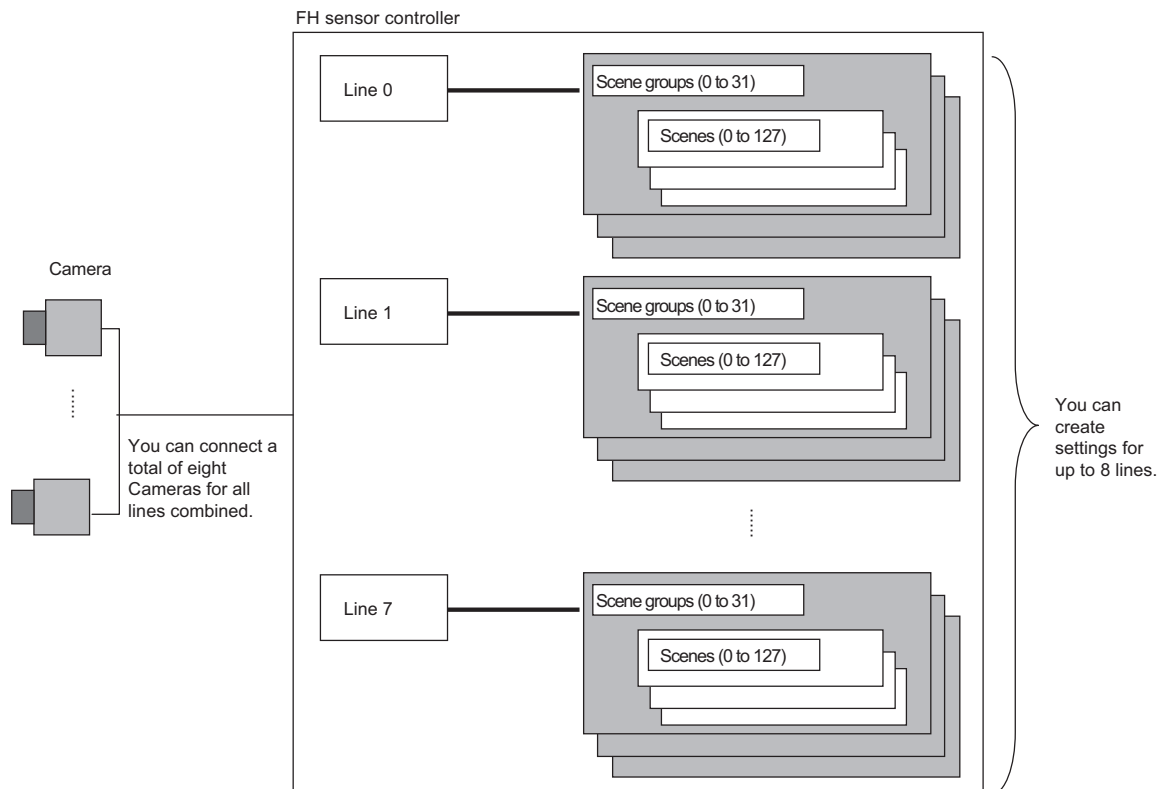 FH sensor controller
Line 0
Scene groups (0 to 31)
Scenes (0 to 127)
Camera
Line 1
Scene groups (0 to 31)
Scenes (0 to 127)
You can connect a
total of eight
Cameras for all
lines combined.
You can
create
settings for
up to 8 lines.
Line 7
Scene groups (0 to 31)
Scenes (0 to 127)